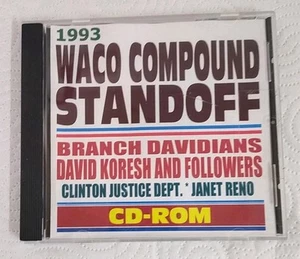 1993
WACO COMPOUND
STANDOFF
BRANCH DAVIDIANS
DAVID KORESH AND FOLLOWERS
CLINTON JUSTICE DEPT. * JANET RENO
CD-ROM